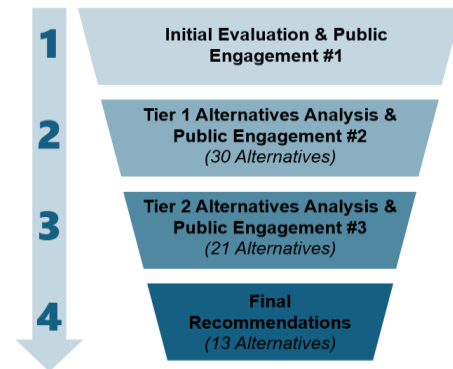 1
Initial Evaluation & Public
Engagement #1
2
Tier 1 Alternatives Analysis &
Public Engagement #2
(30 Alternatives)
3
Tier 2 Alternatives Analysis &
Public Engagement #3
(21 Alternatives)
4
Final
Recommendations
(13 Alternatives)